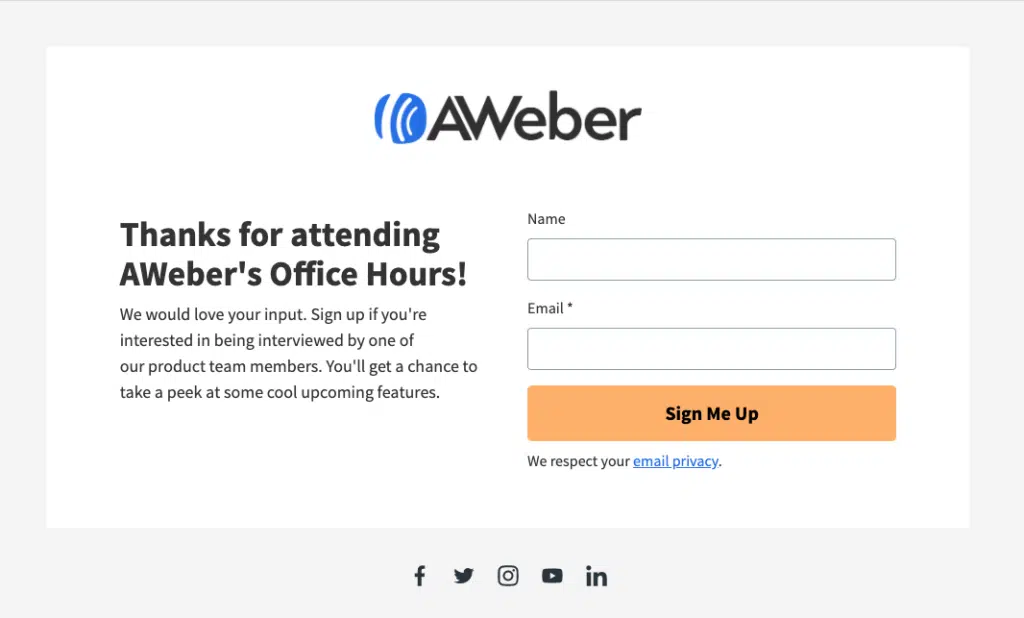 AWeber
Thanks for attending
AWeber's Office Hours!
We would love your input. Sign up if you're
interested in being interviewed by one of
our product team members. You'll get a chance to
take a peek at some cool upcoming features.
Name
Email *
Sign Me Up
We respect your email privacy.